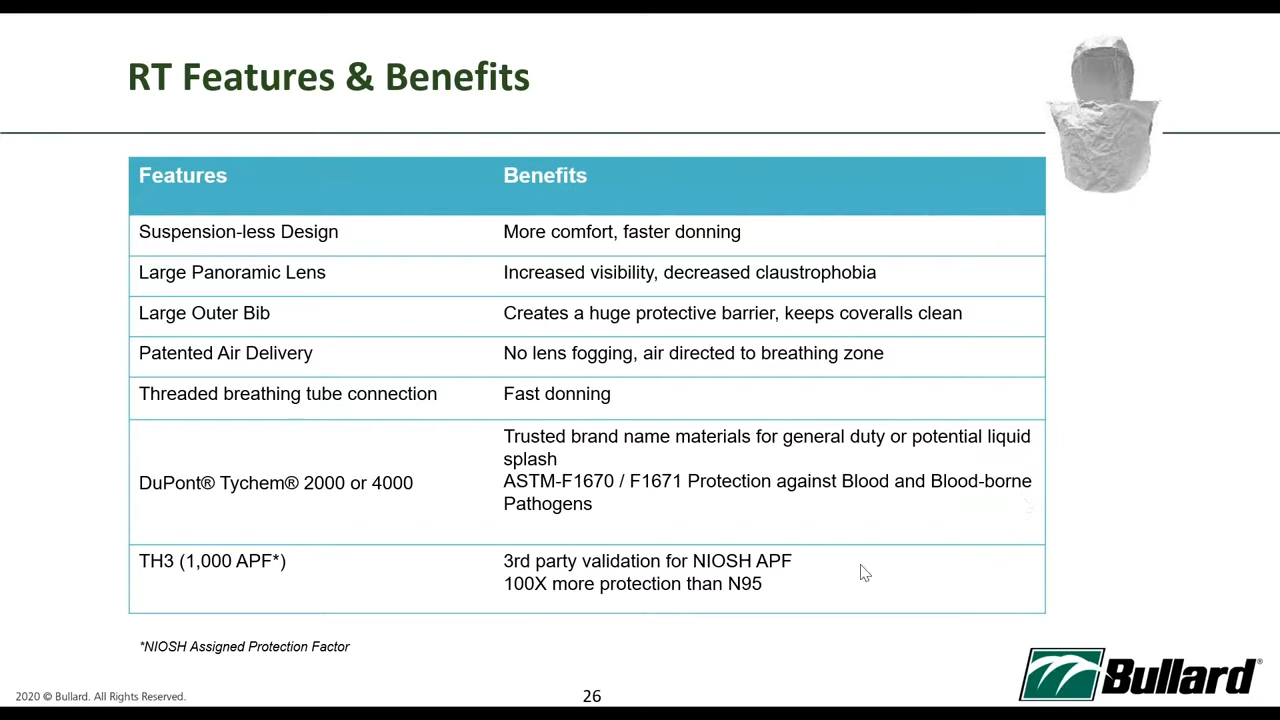 RT Features & Benefits
Features
Benefits
Suspension-less Design
More comfort, faster donning
Large Panoramic Lens
Increased visibility, decreased claustrophobia
Large Outer Bib
Creates a huge protective barrier, keeps coveralls clean
Patented Air Delivery
No lens fogging, air directed to breathing zone
Threaded breathing tube connection
Fast donning
DuPont® Tychem® 2000 or 4000
Trusted brand name materials for general duty or potential liquid
splash
ASTM-F1670 / F1671 Protection against Blood and Blood-borne
Pathogens
TH3 (1,000 APF*)
3rd party validation for NIOSH APF
100X more protection than N95
*NIOSH Assigned Protection Factor
2020 © Bullard. All Rights Reserved.
26
Bullard®